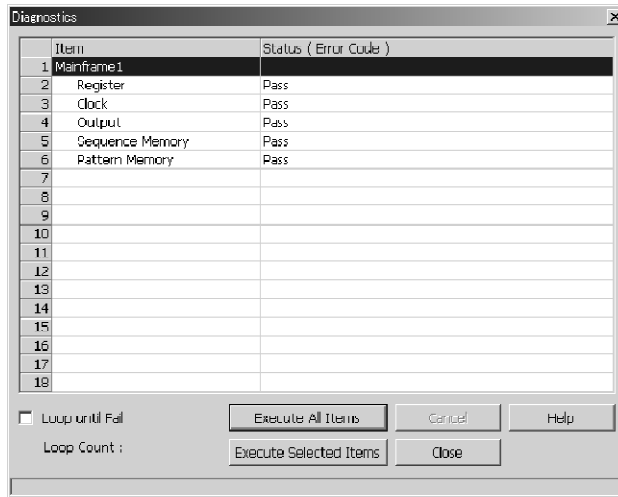 Diagnostics
Item Status ( Error Code )
1 Mainframe1
2 Register Pass
3 Clock Pass
4 Output Pass
5 Sequence Memory Pass
6 Pattern Memory Pass
7
8
9
10
11
12
13
14
15
16
17
18
Loop until Fail Execute All Items Cancel Help
Loop Count : Execute Selected Items Close